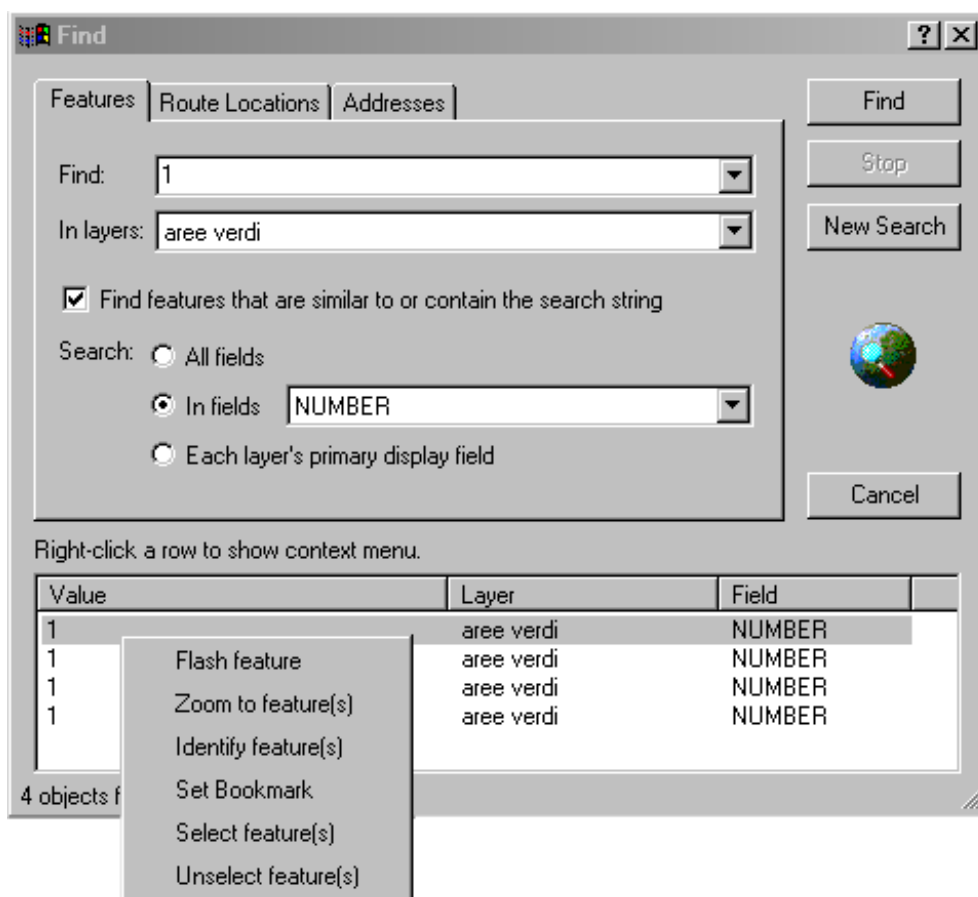 Find
Features Route Locations Addresses
Find
Find: 1
Stop
In layers: aree verdi
New Search
Find features that are similar to or contain the search string
Search: All fields
In fields NUMBER
Each layer's primary display field
Cancel
Right-click a row to show context menu.
Value Layer Field
1 aree verdi NUMBER
1 aree verdi NUMBER
1 aree verdi NUMBER
1 aree verdi NUMBER
4 objects f
Flash feature
Zoom to feature(s)
Identify feature(s)
Set Bookmark
Select feature(s)
Unselect feature(s)